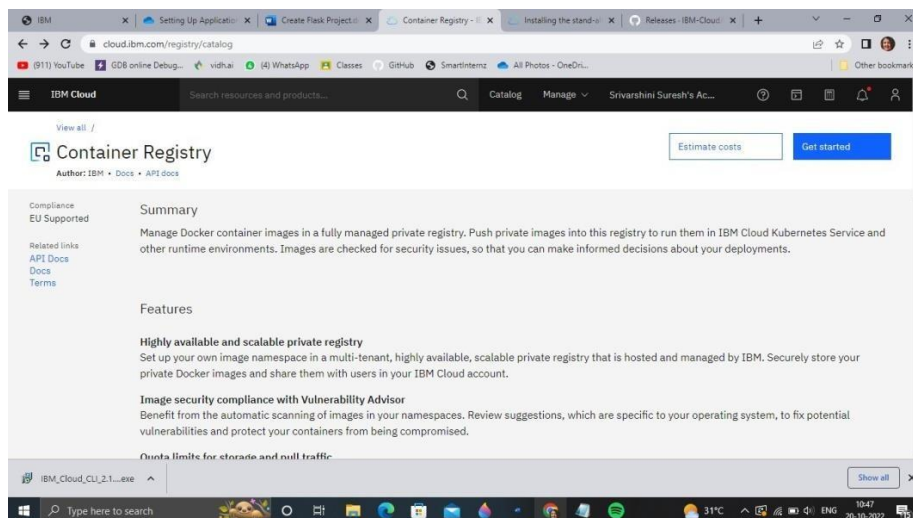 IBM
Setting Up Application
Create Flask Project.d
Container Registry - I
Installing the stand-a
Releases · IBM-Cloud
cloud.ibm.com/registry/catalog
(911) YouTube
GDB online Debug...
vidh.ai
(4) WhatsApp
Classes
GitHub
SmartInternz
All Photos - OneDri...
Other bookmark
IBM Cloud
Search resources and products...
Catalog
Manage
Srivarshini Suresh's Ac...
View all /
Container Registry
Author: IBM • Docs • API docs
Estimate costs
Get started
Compliance
EU Supported
Related links
API Docs
Docs
Terms
Summary
Manage Docker container images in a fully managed private registry. Push private images into this registry to run them in IBM Cloud Kubernetes Service and
other runtime environments. Images are checked for security issues, so that you can make informed decisions about your deployments.
Features
Highly available and scalable private registry
Set up your own image namespace in a multi-tenant, highly available, scalable private registry that is hosted and managed by IBM. Securely store your
private Docker images and share them with users in your IBM Cloud account.
Image security compliance with Vulnerability Advisor
Benefit from the automatic scanning of images in your namespaces. Review suggestions, which are specific to your operating system, to fix potential
vulnerabilities and protect your containers from being compromised.
Quota limits for storage and pull traffic
IBM_Cloud_CLI_2.1....exe
Show all
Type here to search
31°C
ENG
10:47
20-10-2022